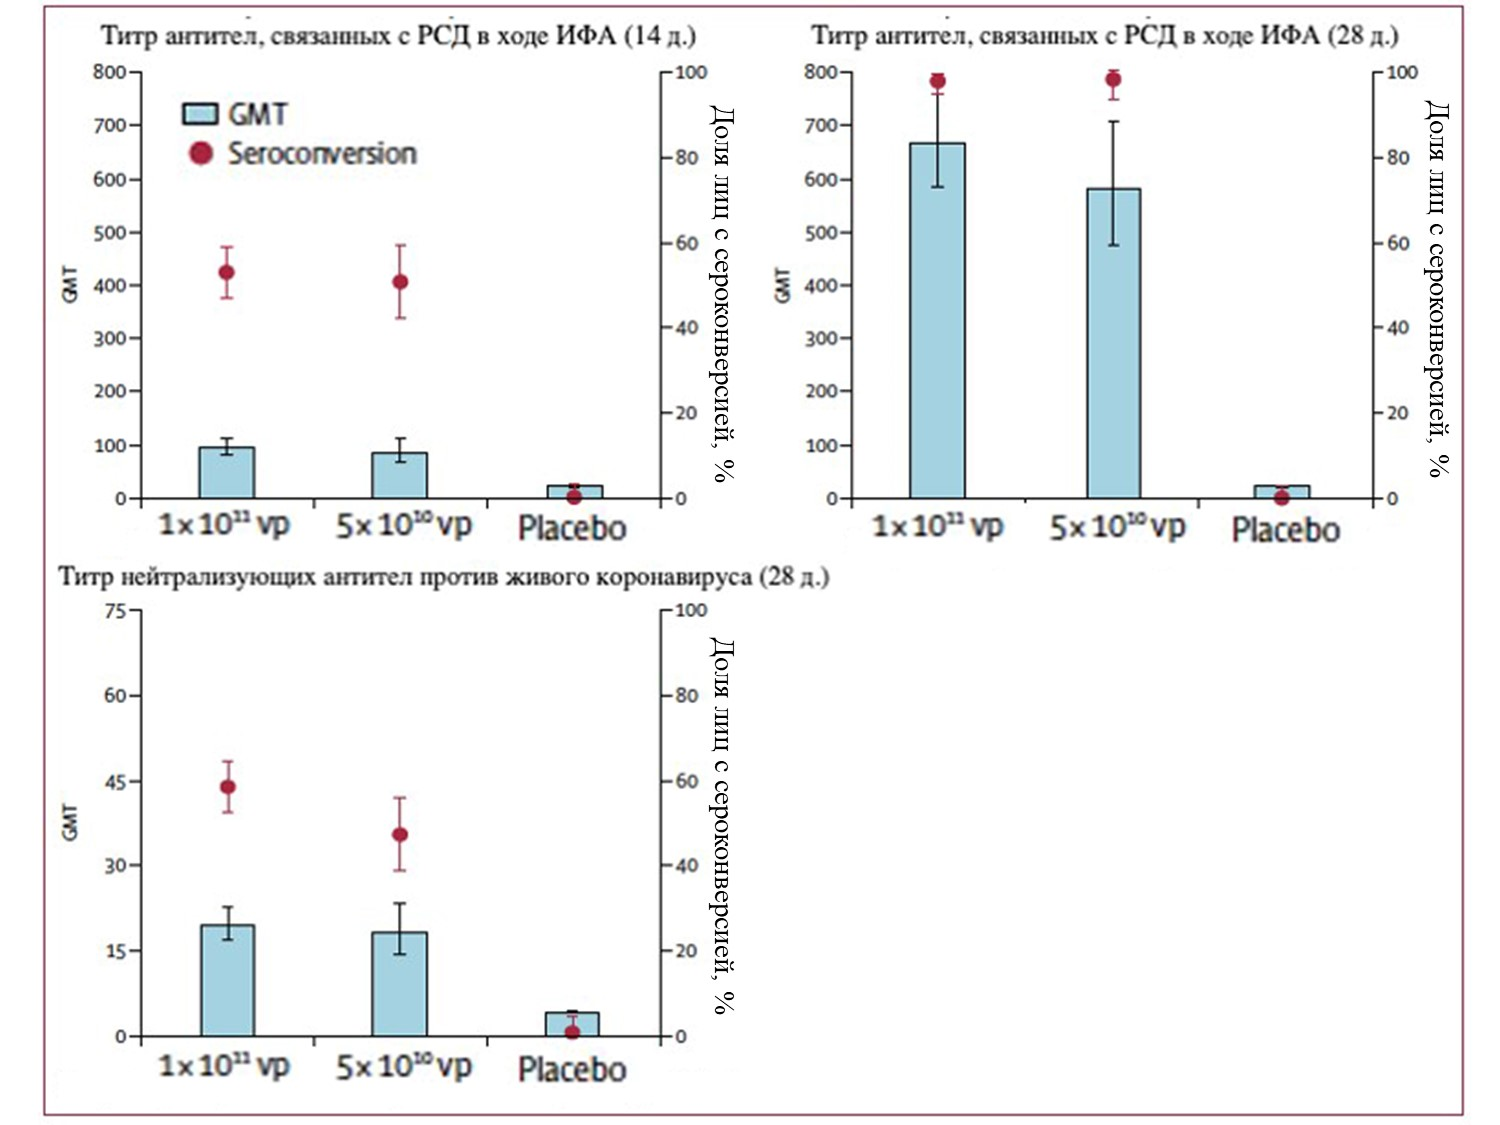 Титр антител, связанных с РСД в ходе ИФА (14 д.)
800
700
600
500
400
300
200
100
0
GMT
GMT
Seroconversion
100
80
60
40
20
0
Доля лиц с сероконверсией, %
1×10¹¹ vp
5×10¹⁰ vp
Placebo
Титр антител, связанных с РСД в ходе ИФА (28 д.)
800
700
600
500
400
300
200
100
0
GMT
100
80
60
40
20
0
Доля лиц с сероконверсией, %
1×10¹¹ vp
5×10¹⁰ vp
Placebo
Титр нейтрализующих антител против живого коронавируса (28 д.)
75
60
45
30
15
0
GMT
100
80
60
40
20
0
Доля лиц с сероконверсией, %
1×10¹¹ vp
5×10¹⁰ vp
Placebo